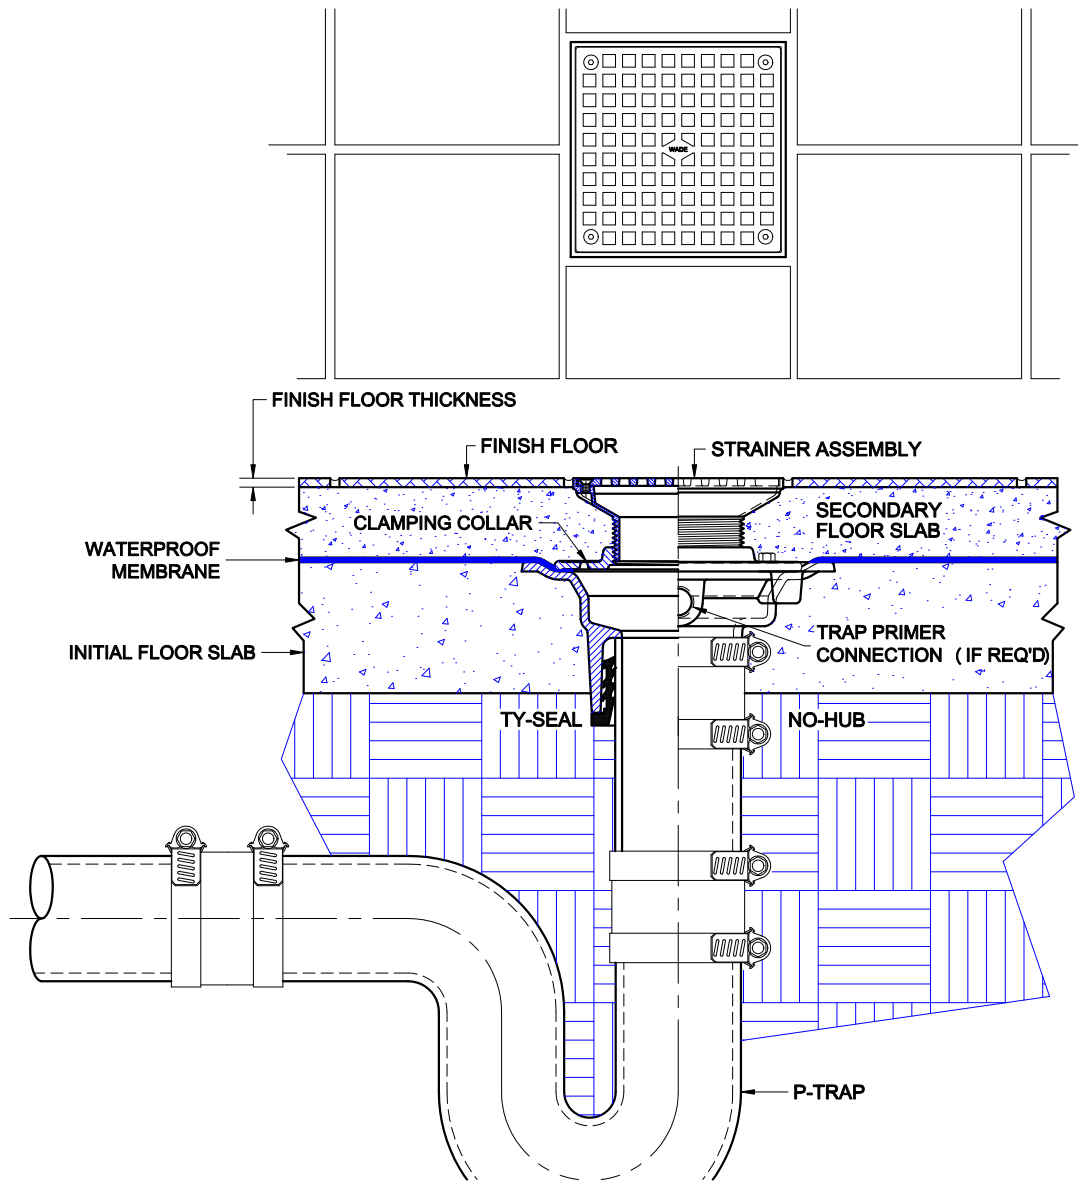 WADE
FINISH FLOOR THICKNESS
FINISH FLOOR
STRAINER ASSEMBLY
SECONDARY
FLOOR SLAB
CLAMPING COLLAR
WATERPROOF
MEMBRANE
TRAP PRIMER
CONNECTION ( IF REQ'D)
INITIAL FLOOR SLAB
TY-SEAL
NO-HUB
P-TRAP